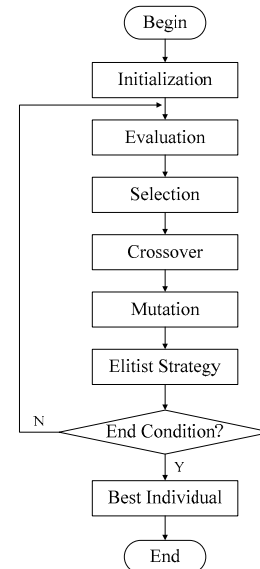 Begin
Initialization
Evaluation
Selection
Crossover
Mutation
Elitist Strategy
End Condition?
N
Y
Best Individual
End